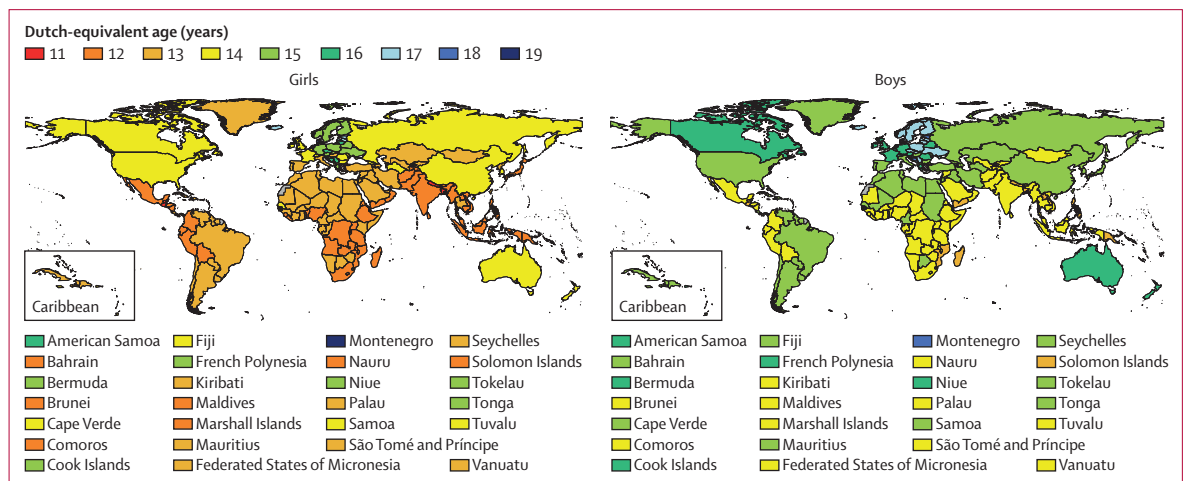 Dutch-equivalent age (years)
11 12 13 14 15 16 17 18 19
Girls
Caribbean
American Samoa Fiji Montenegro Seychelles
Bahrain French Polynesia Nauru Solomon Islands
Bermuda Kiribati Niue Tokelau
Brunei Maldives Palau Tonga
Cape Verde Marshall Islands Samoa Tuvalu
Comoros Mauritius São Tomé and Príncipe
Cook Islands Federated States of Micronesia Vanuatu
Boys
Caribbean
American Samoa Fiji Montenegro Seychelles
Bahrain French Polynesia Nauru Solomon Islands
Bermuda Kiribati Niue Tokelau
Brunei Maldives Palau Tonga
Cape Verde Marshall Islands Samoa Tuvalu
Comoros Mauritius São Tomé and Príncipe
Cook Islands Federated States of Micronesia Vanuatu